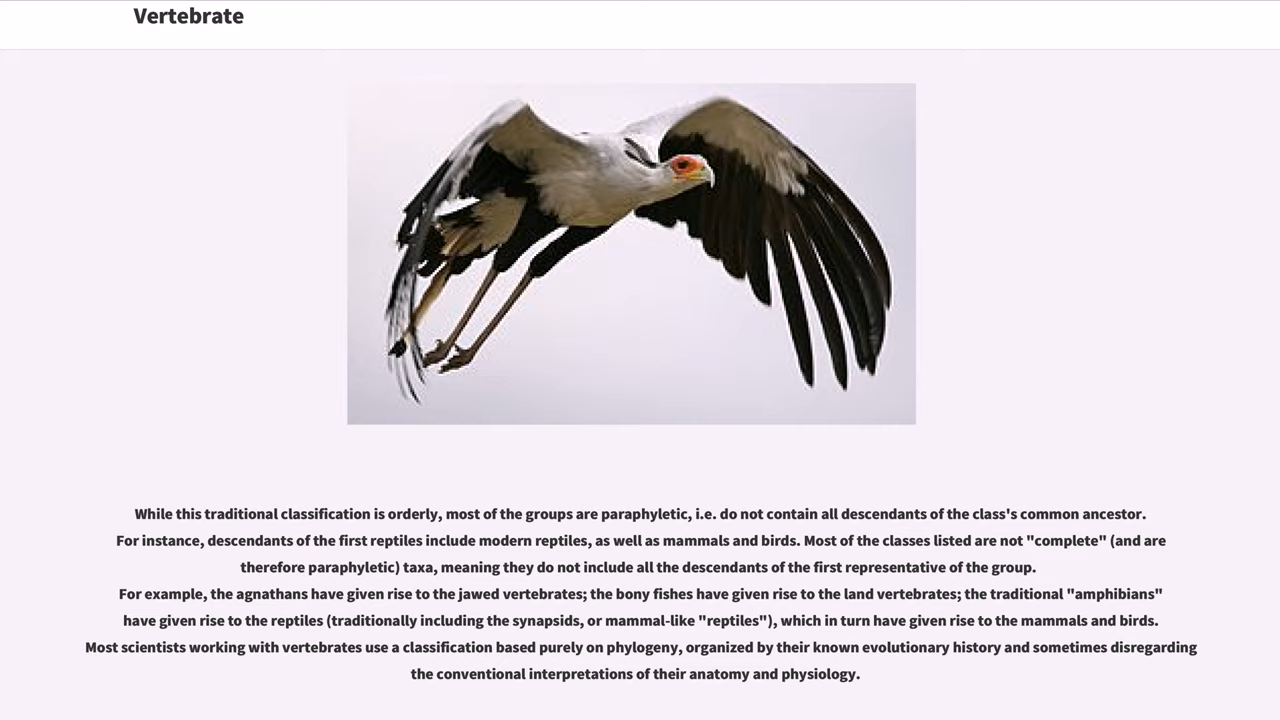 Vertebrate
While this traditional classification is orderly, most of the groups are paraphyletic, i.e. do not contain all descendants of the class's common ancestor.
For instance, descendants of the first reptiles include modern reptiles, as well as mammals and birds. Most of the classes listed are not "complete" (and are
therefore paraphyletic) taxa, meaning they do not include all the descendants of the first representative of the group.
For example, the agnathans have given rise to the jawed vertebrates; the bony fishes have given rise to the land vertebrates; the traditional "amphibians"
have given rise to the reptiles (traditionally including the synapsids, or mammal-like "reptiles"), which in turn have given rise to the mammals and birds.
Most scientists working with vertebrates use a classification based purely on phylogeny, organized by their known evolutionary history and sometimes disregarding
the conventional interpretations of their anatomy and physiology.